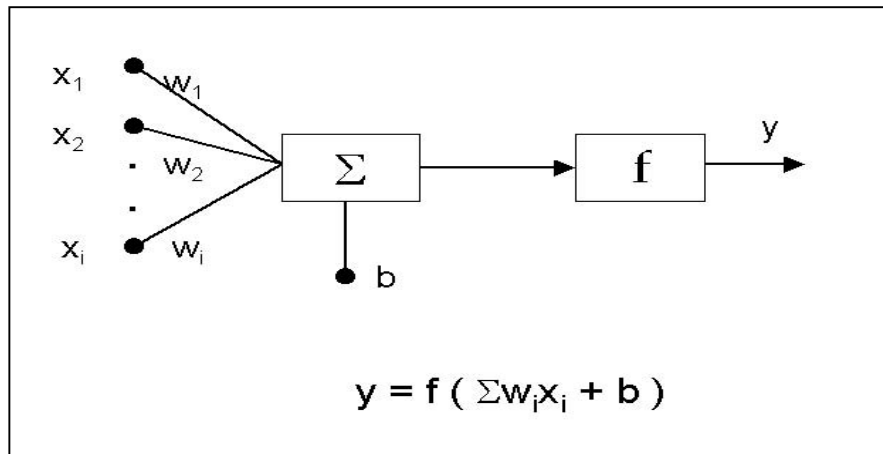 x₁ w₁
x₂ w₂
Σ f y
xᵢ wᵢ
b
y = f ( Σwᵢxᵢ + b )